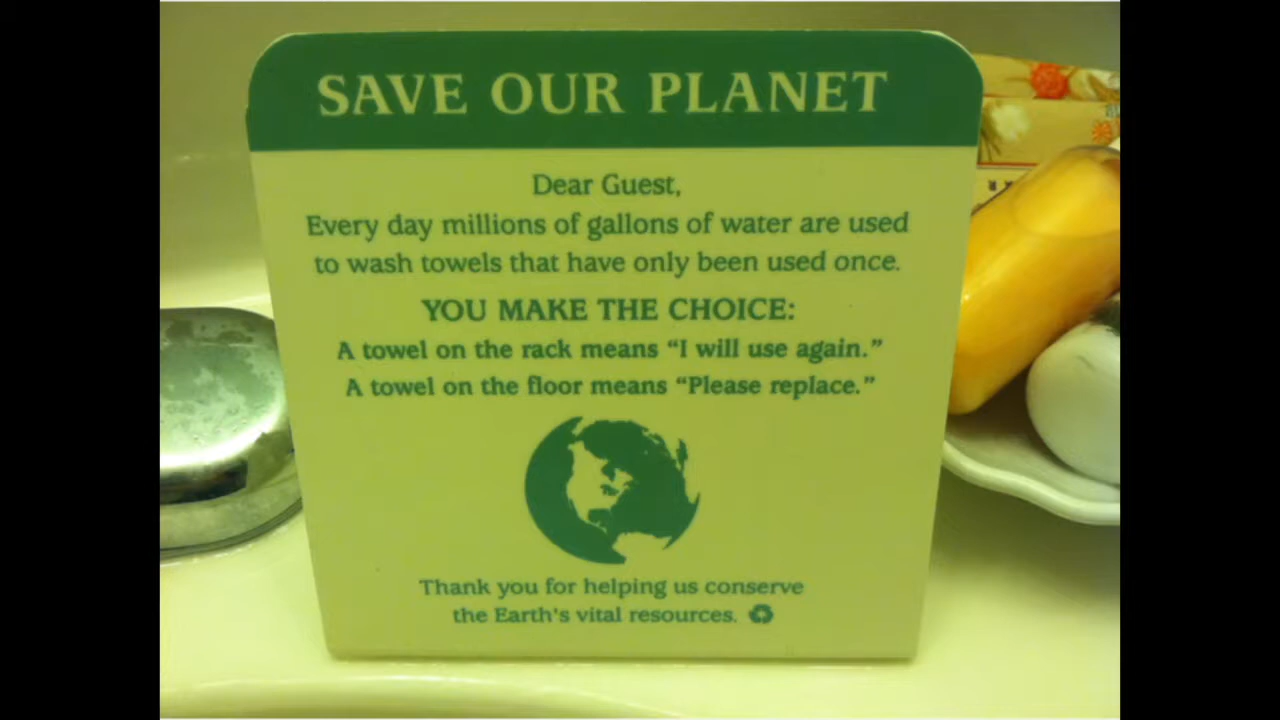 SAVE OUR PLANET
Dear Guest,
Every day millions of gallons of water are used
to wash towels that have only been used once.
YOU MAKE THE CHOICE:
A towel on the rack means “I will use again.”
A towel on the floor means “Please replace.”
Thank you for helping us conserve
the Earth's vital resources.